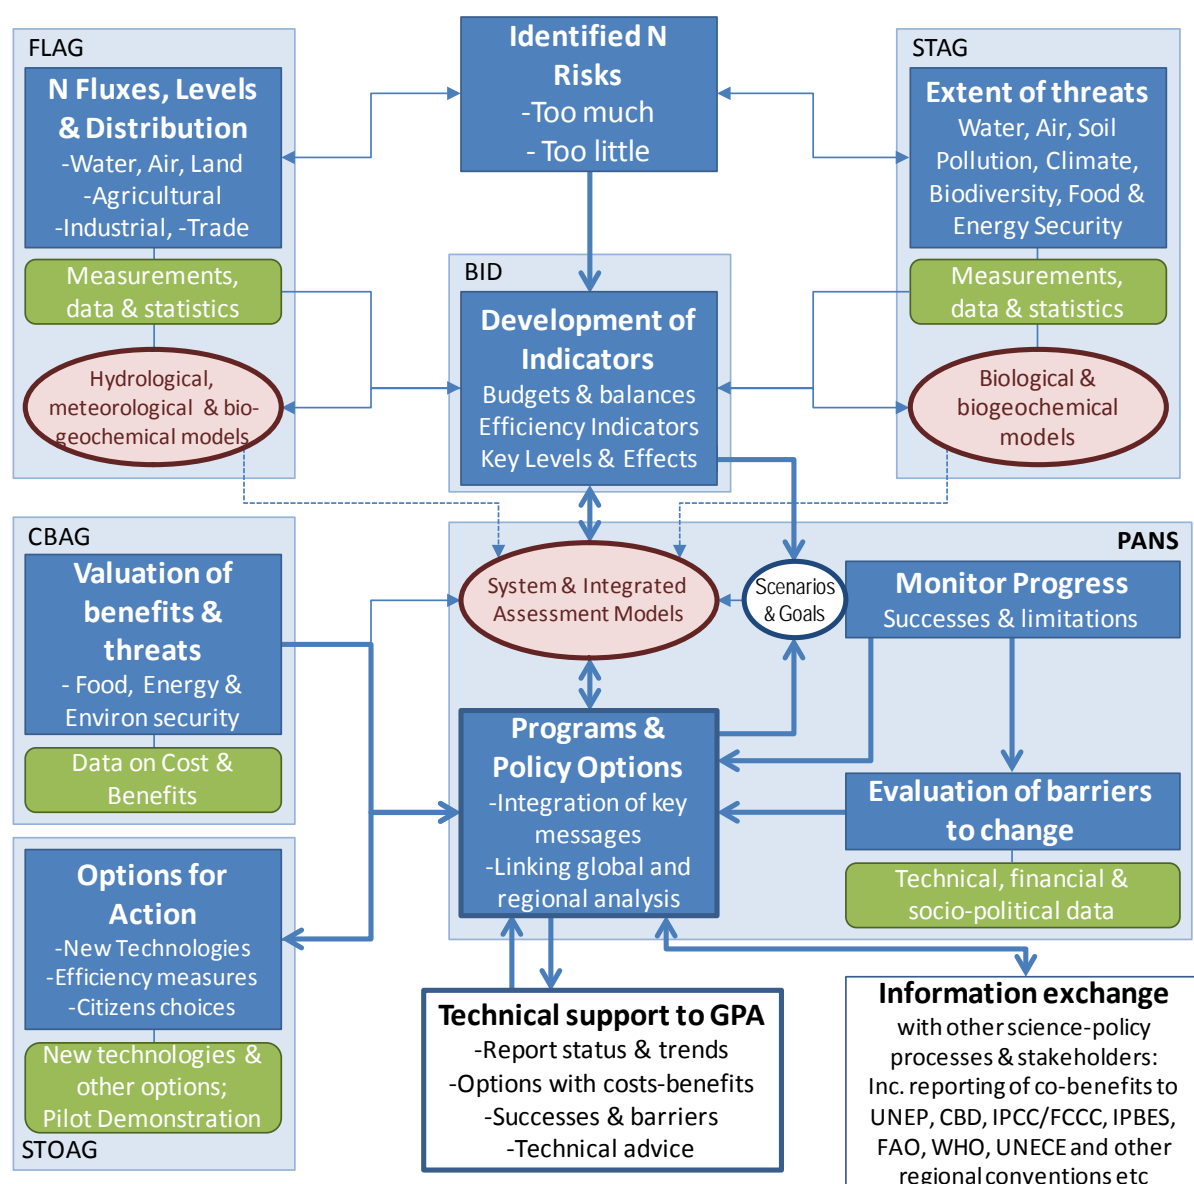 FLAG
N Fluxes, Levels
& Distribution
-Water, Air, Land
-Agricultural
-Industrial, -Trade
Measurements,
data & statistics
Hydrological,
meteorological & bio-
geochemical models
Identified N
Risks
-Too much
- Too little
STAG
Extent of threats
Water, Air, Soil
Pollution, Climate,
Biodiversity, Food &
Energy Security
Measurements,
data & statistics
Biological &
biogeochemical
models
BID
Development of
Indicators
Budgets & balances
Efficiency Indicators
Key Levels & Effects
CBAG
Valuation of
benefits &
threats
- Food, Energy &
Environ security
Data on Cost &
Benefits
PANS
System & Integrated
Assessment Models
Scenarios
& Goals
Monitor Progress
Successes & limitations
Programs &
Policy Options
-Integration of key
messages
-Linking global and
regional analysis
Evaluation of barriers
to change
Technical, financial &
socio-political data
Options for
Action
-New Technologies
-Efficiency measures
-Citizens choices
New technologies &
other options;
Pilot Demonstration
STOAG
Technical support to GPA
-Report status & trends
-Options with costs-benefits
-Successes & barriers
-Technical advice
Information exchange
with other science-policy
processes & stakeholders:
Inc. reporting of co-benefits to
UNEP, CBD, IPCC/FCCC, IPBES,
FAO, WHO, UNECE and other
regional conventions etc